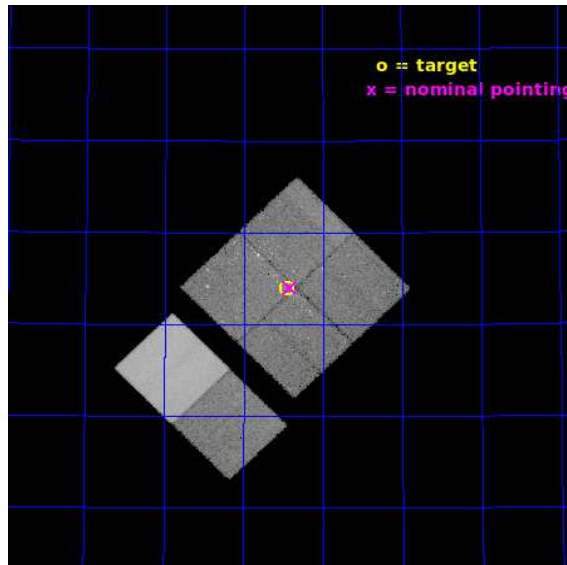 o = target
x = nominal pointing